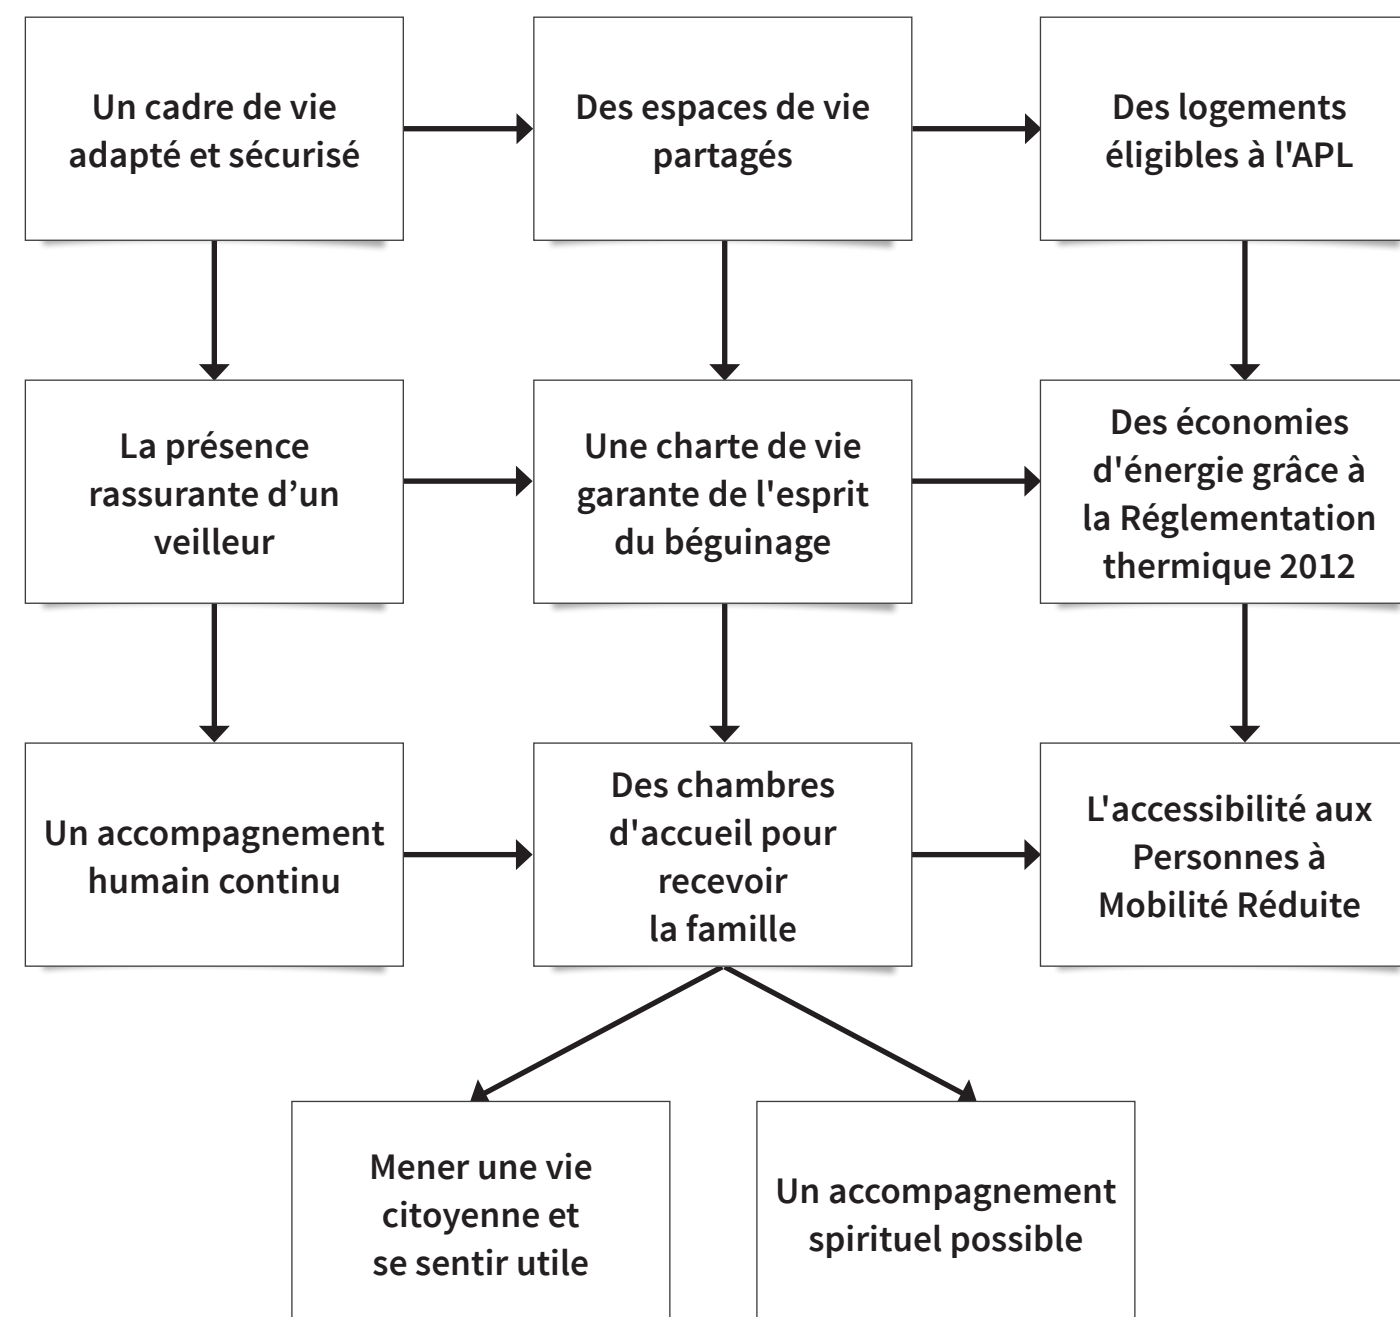 Un cadre de vie
adapté et sécurisé
Des espaces de vie
partagés
Des logements
éligibles à l'APL
La présence
rassurante d’un
veilleur
Une charte de vie
garante de l'esprit
du béguinage
Des économies
d'énergie grâce à
la Réglementation
thermique 2012
Un accompagnement
humain continu
Des chambres
d'accueil pour
recevoir
la famille
L'accessibilité aux
Personnes à
Mobilité Réduite
Mener une vie
citoyenne et
se sentir utile
Un accompagnement
spirituel possible